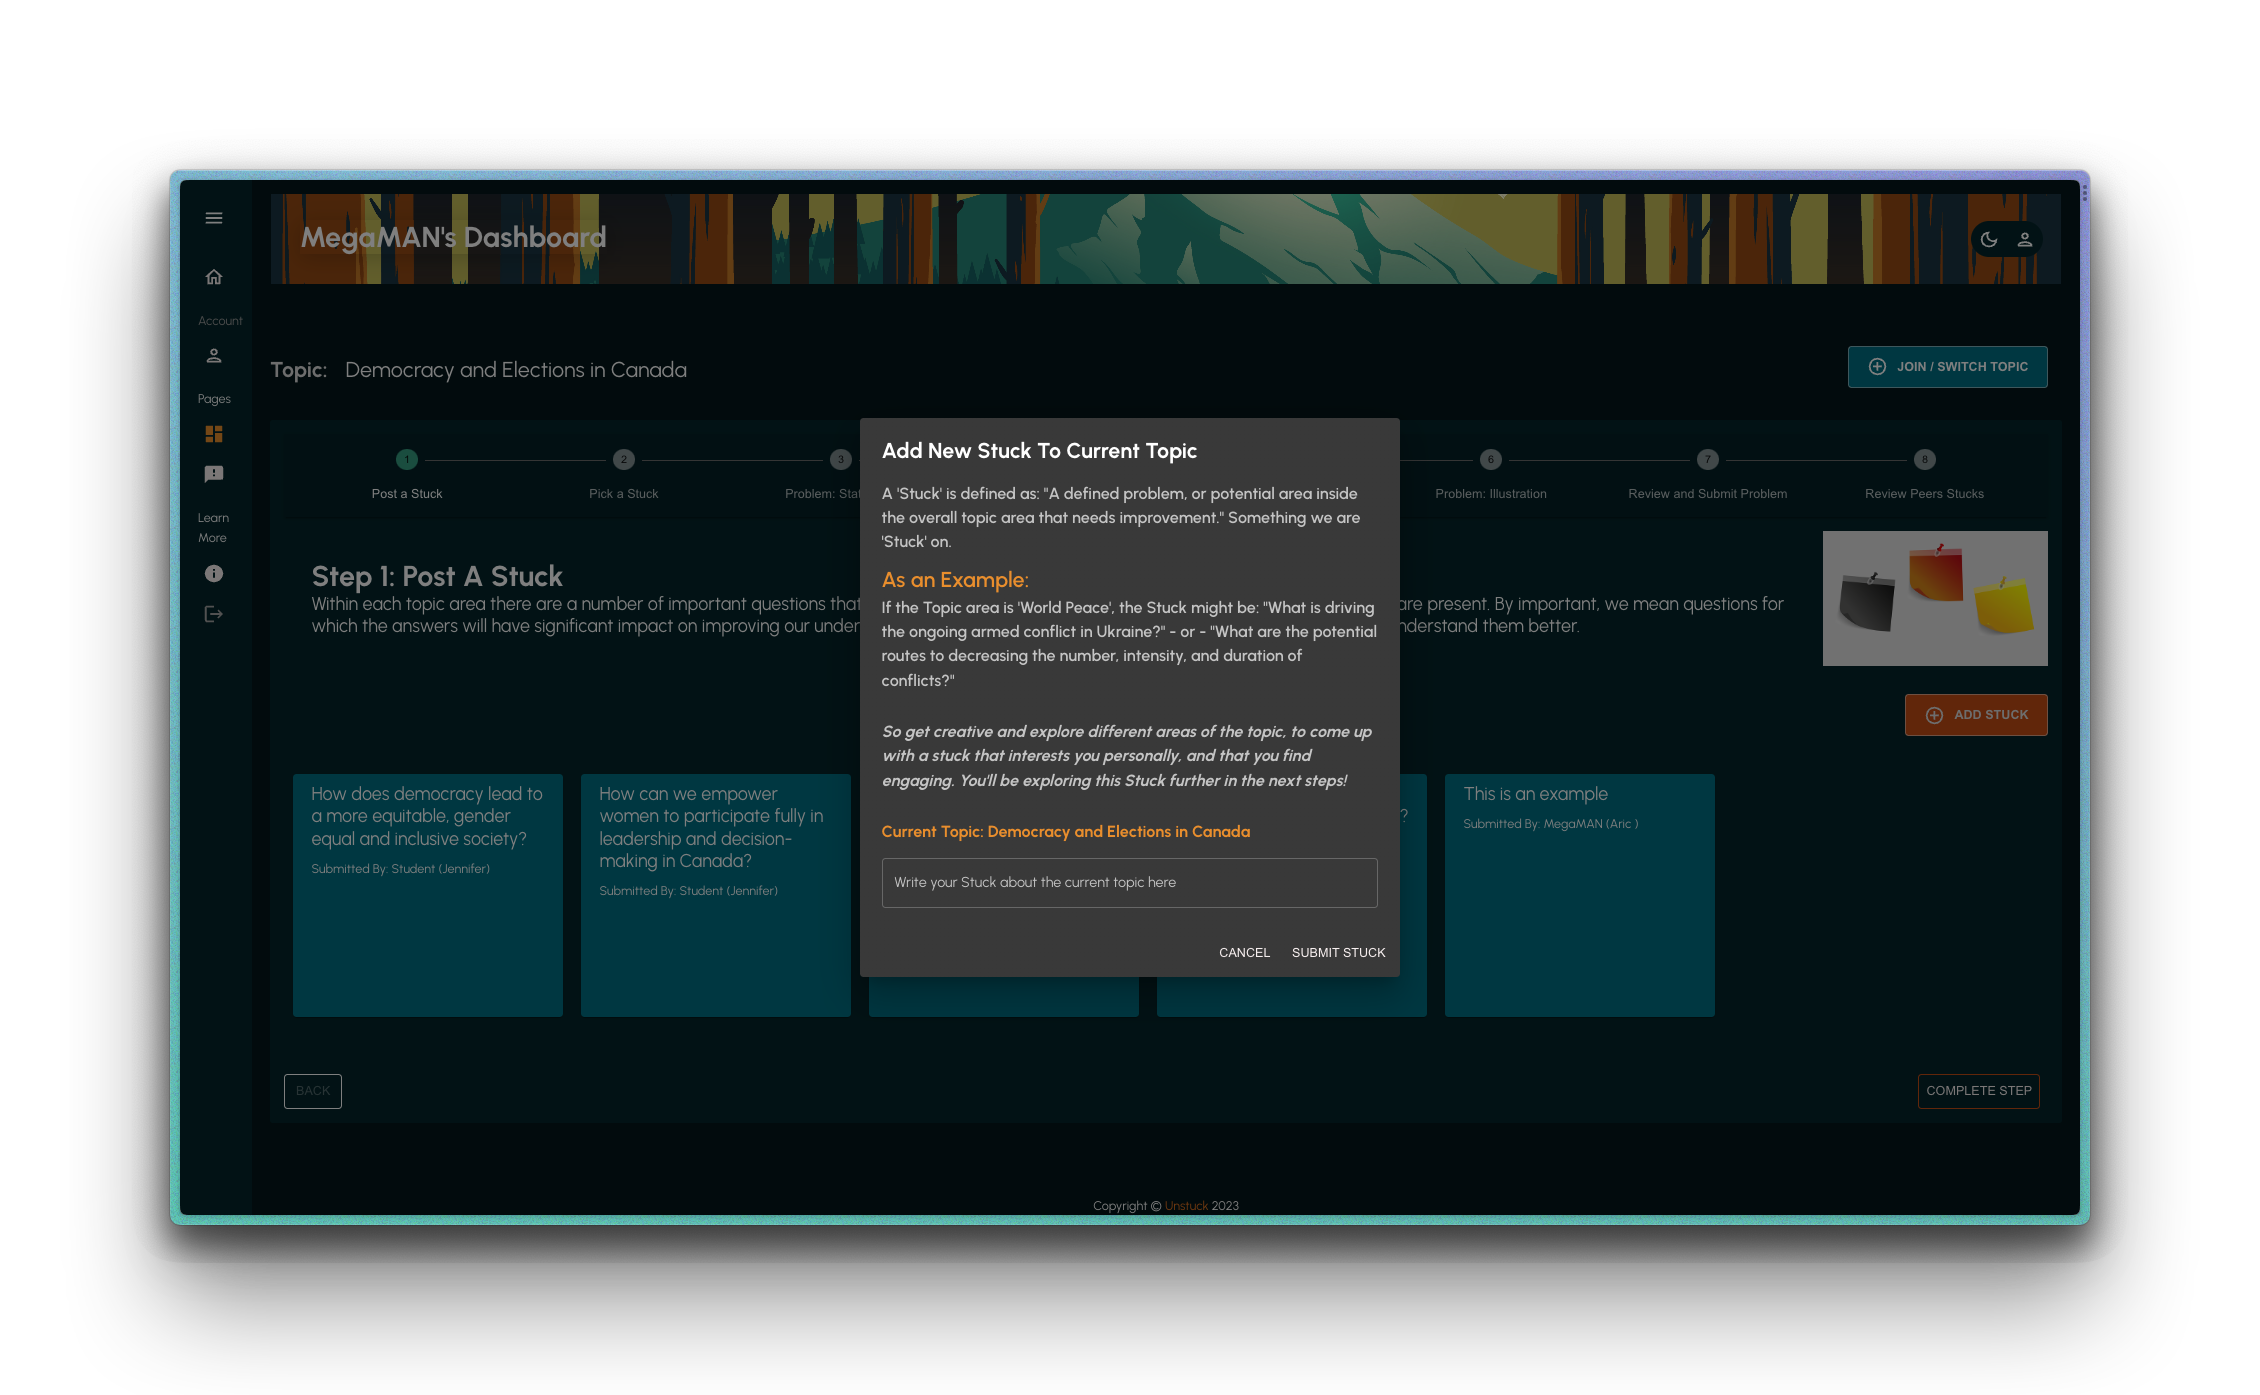 MegaMAN's Dashboard
Account
Pages
Learn
More
Topic: Democracy and Elections in Canada
JOIN / SWITCH TOPIC
1
2
3
6
7
8
Post a Stuck
Pick a Stuck
Problem:
Problem: Illustration
Review and Submit Problem
Review Peers Stucks
Step 1: Post A Stuck
Within each topic area there are a number of important questions that
are present. By important, we mean questions for
which the answers will have significant impact on improving our
them better.
ADD STUCK
Add New Stuck To Current Topic
A 'Stuck' is defined as: "A defined problem, or potential area inside
the overall topic area that needs improvement." Something we are
'Stuck' on.
As an Example:
If the Topic area is 'World Peace', the Stuck might be: "What is driving
the ongoing armed conflict in Ukraine?" - or - "What are the potential
routes to decreasing the number, intensity, and duration of
conflicts?"
So get creative and explore different areas of the topic, to come up
with a stuck that interests you personally, and that you find
engaging. You'll be exploring this Stuck further in the next steps!
Current Topic: Democracy and Elections in Canada
Write your Stuck about the current topic here
CANCEL
SUBMIT STUCK
How does democracy lead to
a more equitable, gender
equal and inclusive society?
Submitted By: Student (Jennifer)
How can we empower
women to participate fully in
leadership and decision-
making in Canada?
Submitted By: Student (Jennifer)
?
This is an example
Submitted By: MegaMAN (Aric )
BACK
COMPLETE STEP
Copyright © Unstuck 2023